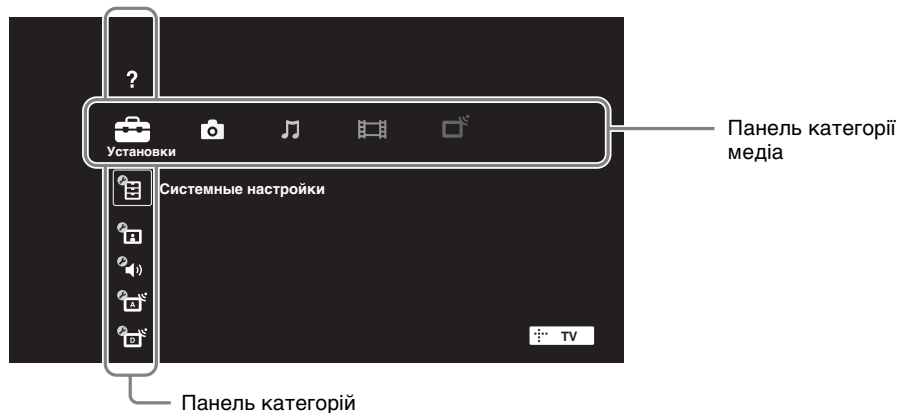 ?
Установки
Системные настройки
A
D
TV
Панель категорії
медіа
Панель категорій